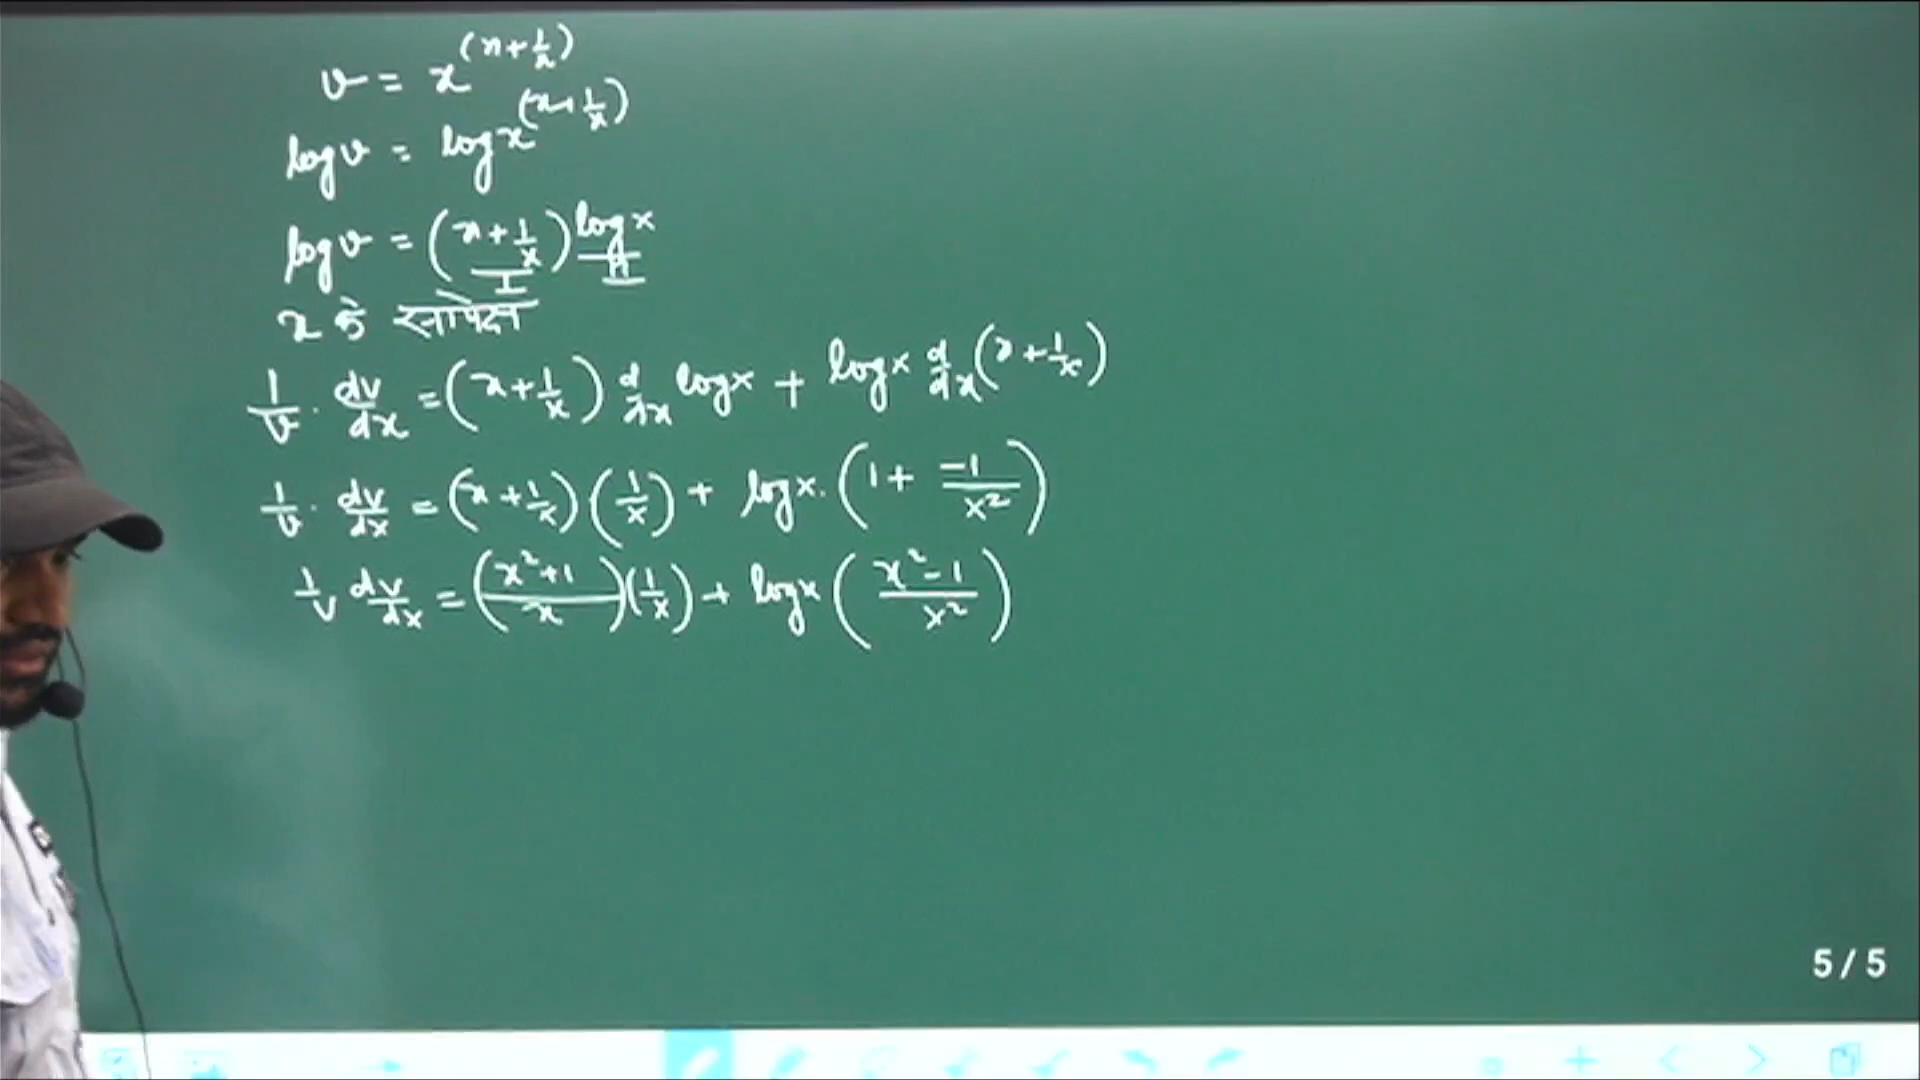 v = x^(x+1/x)
log v = log x^(x+1/x)
log v = (x+1/x) log x
I II
x के सापेक्ष
1/v · dv/dx = (x+1/x) d/dx log x + log x d/dx (x+1/x)
1/v · dv/dx = (x+1/x) (1/x) + log x · (1 + -1/x²)
1/v dv/dx = (x²+1/x) (1/x) + log x (x²-1/x²)
5 / 5